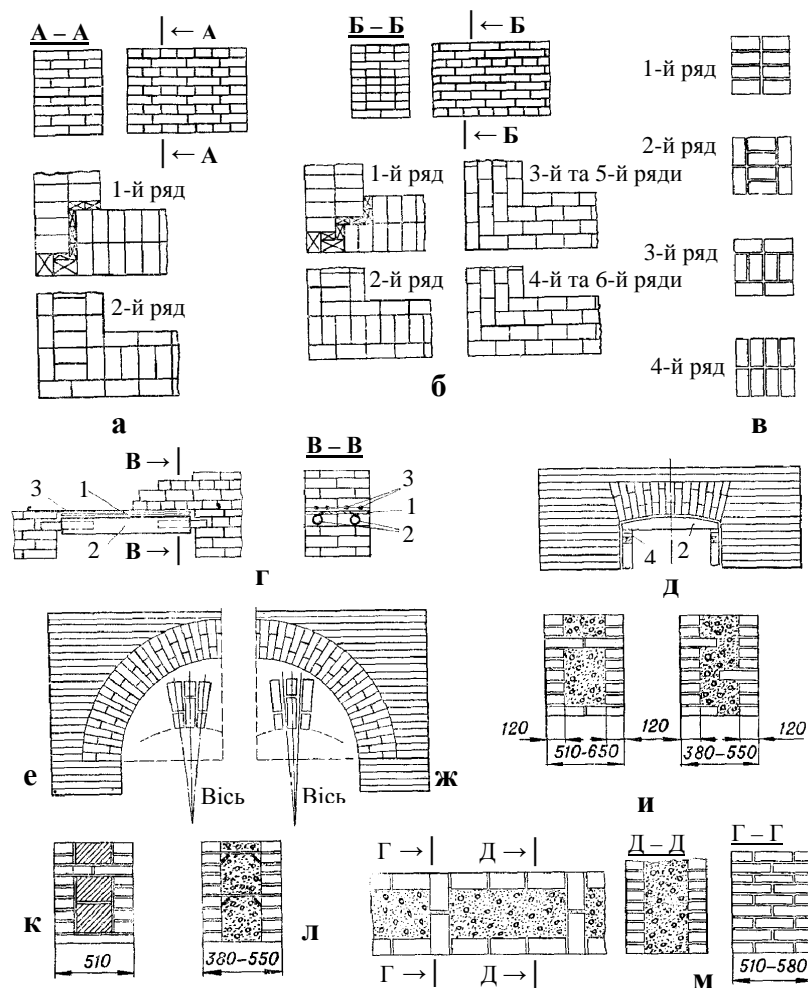 А – А
← А
← А
1-й ряд
2-й ряд
а
Б – Б
← Б
← Б
1-й ряд
3-й та 5-й ряди
2-й ряд
4-й та 6-й ряди
б
1-й ряд
2-й ряд
3-й ряд
4-й ряд
в
В →
3 1
2
В →
В – В
3
1
2
г
4 2
д
Вісь
е
Вісь
ж
120 510-650 120 380-550 120
и
510
к
380-550
л
Г → Д →
Г → Д →
Д – Д
Г – Г
510-580
м